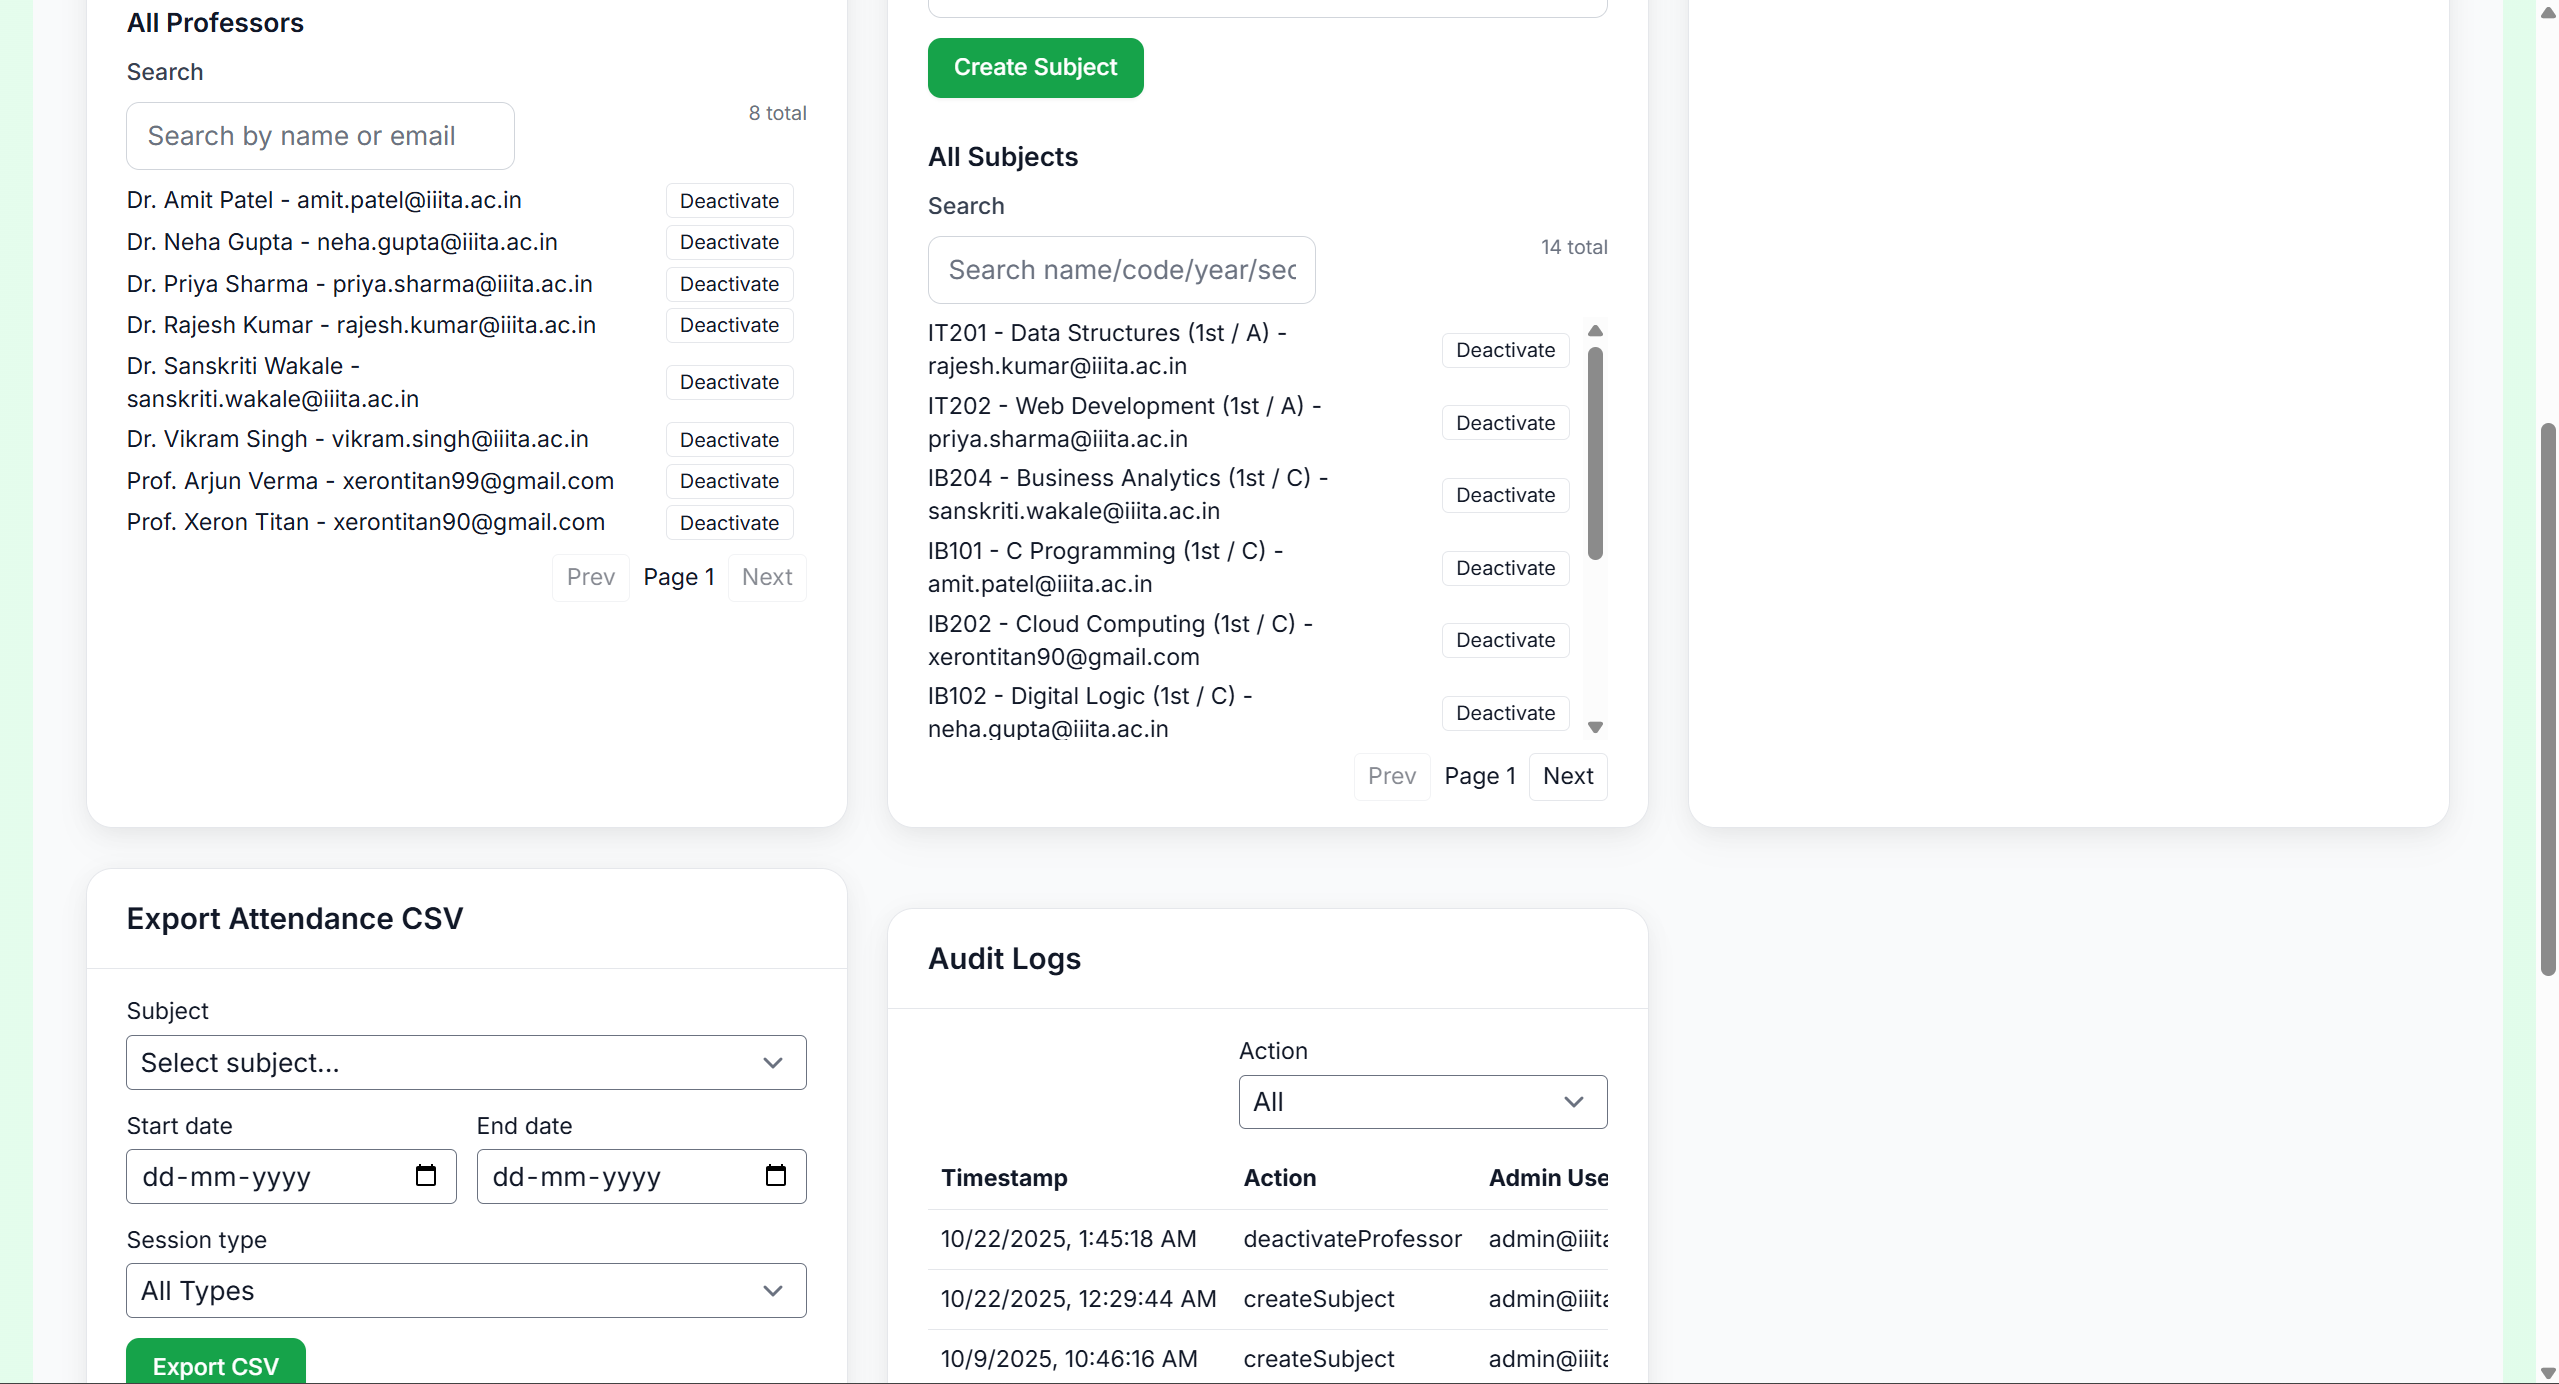 All Professors
Search
Search by name or email
8 total
Dr. Amit Patel - amit.patel@iiita.ac.in
Deactivate
Dr. Neha Gupta - neha.gupta@iiita.ac.in
Deactivate
Dr. Priya Sharma - priya.sharma@iiita.ac.in
Deactivate
Dr. Rajesh Kumar - rajesh.kumar@iiita.ac.in
Deactivate
Dr. Sanskriti Wakale -
sanskriti.wakale@iiita.ac.in
Deactivate
Dr. Vikram Singh - vikram.singh@iiita.ac.in
Deactivate
Prof. Arjun Verma - xerontitan99@gmail.com
Deactivate
Prof. Xeron Titan - xerontitan90@gmail.com
Deactivate
Prev Page 1 Next
Create Subject
All Subjects
Search
Search name/code/year/sec
14 total
IT201 - Data Structures (1st / A) -
rajesh.kumar@iiita.ac.in
Deactivate
IT202 - Web Development (1st / A) -
priya.sharma@iiita.ac.in
Deactivate
IB204 - Business Analytics (1st / C) -
sanskriti.wakale@iiita.ac.in
Deactivate
IB101 - C Programming (1st / C) -
amit.patel@iiita.ac.in
Deactivate
IB202 - Cloud Computing (1st / C) -
xerontitan90@gmail.com
Deactivate
IB102 - Digital Logic (1st / C) -
neha.gupta@iiita.ac.in
Deactivate
Prev Page 1 Next
Export Attendance CSV
Subject
Select subject...
Start date End date
dd-mm-yyyy dd-mm-yyyy
Session type
All Types
Export CSV
Audit Logs
Action
All
Timestamp Action Admin Use
10/22/2025, 1:45:18 AM deactivateProfessor admin@iiita
10/22/2025, 12:29:44 AM createSubject admin@iiita
10/9/2025, 10:46:16 AM createSubject admin@iiita